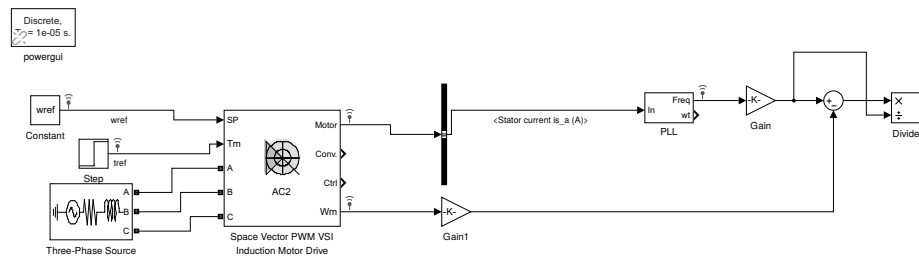 Discrete,
= 1e-05 s.
powergui
wref
Constant
wref
Step
tref
A
B
C
Three-Phase Source
SP
Tm
A
B
C
Motor
Conv.
Ctrl
Wm
AC2
Space Vector PWM VSI
Induction Motor Drive
<Stator current is_a (A)>
-K-
Gain1
In
Freq
wt
PLL
-K-
Gain
+
−
×
÷
Divide